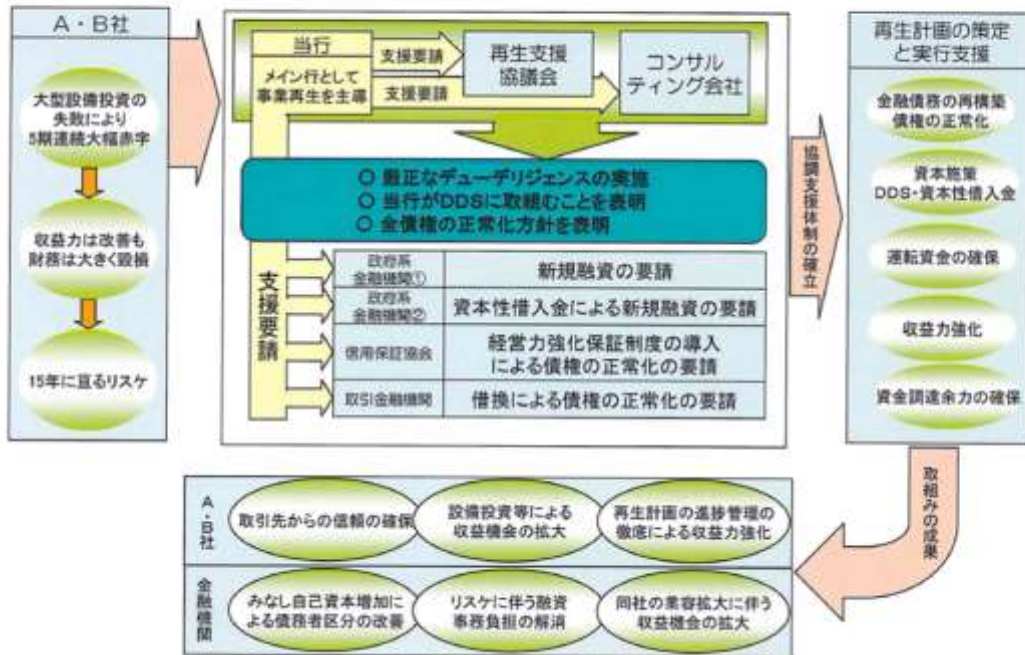 A・B社
大型設備投資の
失敗により
5期連続大幅赤字
収益力は改善も
財務は大きく毀損
15年に亘るリスケ
当行
メイン行として
事業再生を主導
支援要請
支援要請
再生支援
協議会
コンサル
ティング会社
○ 厳正なデューデリジェンスの実施
○ 当行がDDSに取組むことを表明
○ 全債権の正常化方針を表明
支援要請
政府系
金融機関①
新規融資の要請
政府系
金融機関②
資本性借入金による新規融資の要請
信用保証協会
経営力強化保証制度の導入
による債権の正常化の要請
取引金融機関
借換による債権の正常化の要請
協調支援体制の確立
再生計画の策定
と実行支援
金融債務の再構築
債権の正常化
資本施策
DDS・資本性借入金
運転資金の確保
収益力強化
資金調達余力の確保
取組みの成果
A・B社
取引先からの信頼の確保
設備投資等による
収益機会の拡大
再生計画の進捗管理の
徹底による収益力強化
金融機関
みなし自己資本増加に
よる債務者区分の改善
リスケに伴う融資
事務負担の解消
同社の業容拡大に伴う
収益機会の拡大